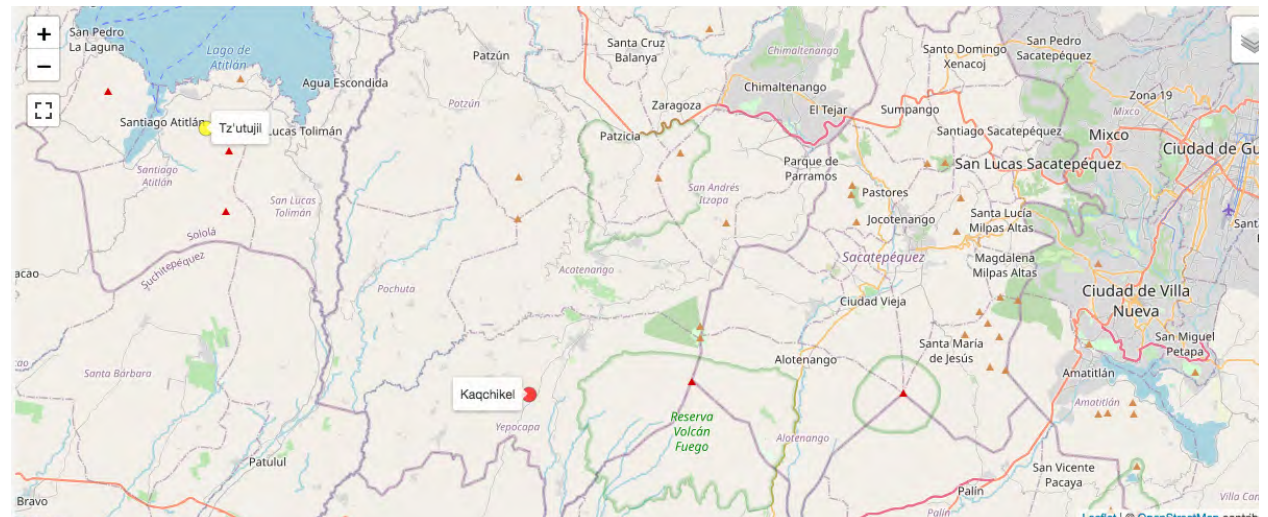 +
−
San Pedro
La Laguna
Lago de
Atitlán
Agua Escondida
Patzún
Patzún
Santa Cruz
Balanya
Chimaltenango
Chimaltenango
Zaragoza
El Tejar
Sumpango
Santo Domingo
Xenacoj
San Pedro
Sacatepéquez
Zona 19
Mixco
Mixco
Ciudad de Gu
Santiago Atitlán
Tz'utujii
Lucas Tolimán
Patzicia
Parque de
Parramos
Santiago Sacatepéquez
San Lucas Sacatepéquez
Santiago
Atitlán
San Lucas
Tolimán
San Andrés
Itzapa
Pastores
Jocotenango
Santa Lucía
Milpas Altas
Sant
Sololá
Suchitepéquez
acao
Pochuta
Acatenango
Sacatepéquez
Magdalena
Milpas Altas
Ciudad Vieja
Ciudad de Villa
Nueva
Santa María
de Jesús
San Miguel
Petapa
Alotenango
Amatitlán
Amatitlán
Santa Bárbara
Kaqchikel
Yepocapa
Reserva
Volcán
Fuego
Alotenango
Patulul
San Vicente
Pacaya
Palín
Palín
Bravo
Villa Can
Leaflet | © OpenStreetMap contrib